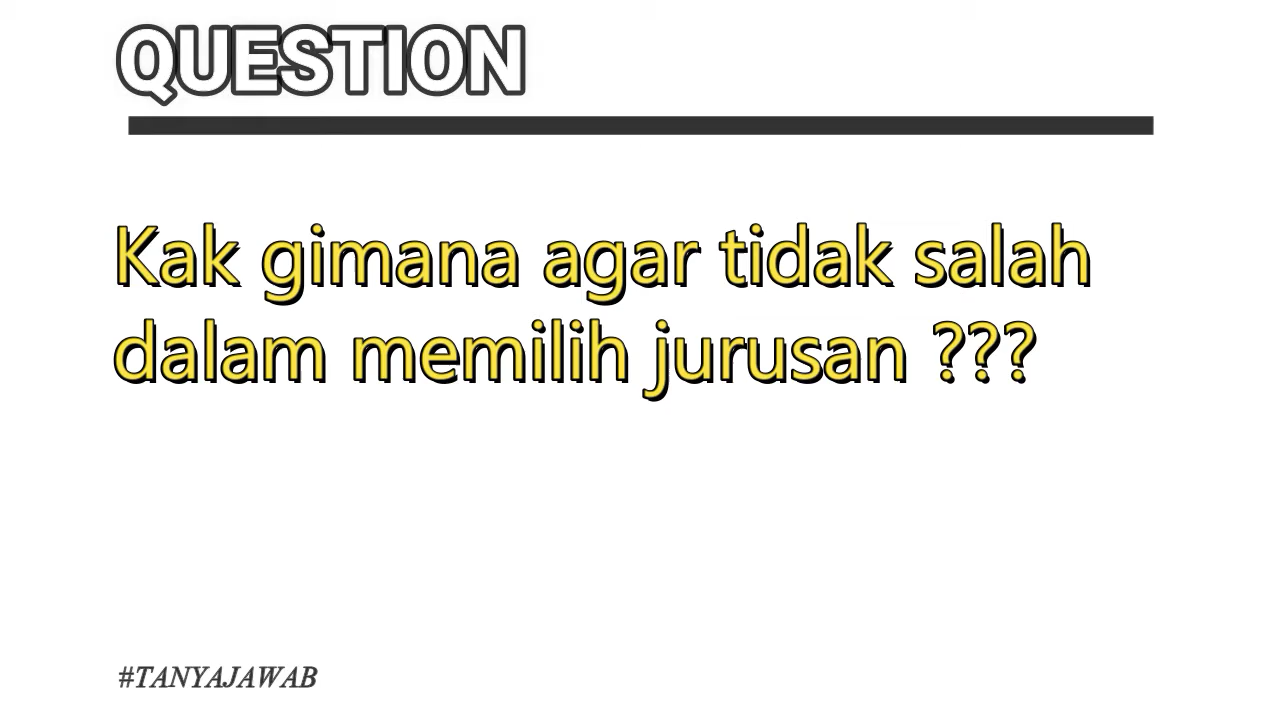 QUESTION
Kak gimana agar tidak salah
dalam memilih jurusan ???
#TANYAJAWAB